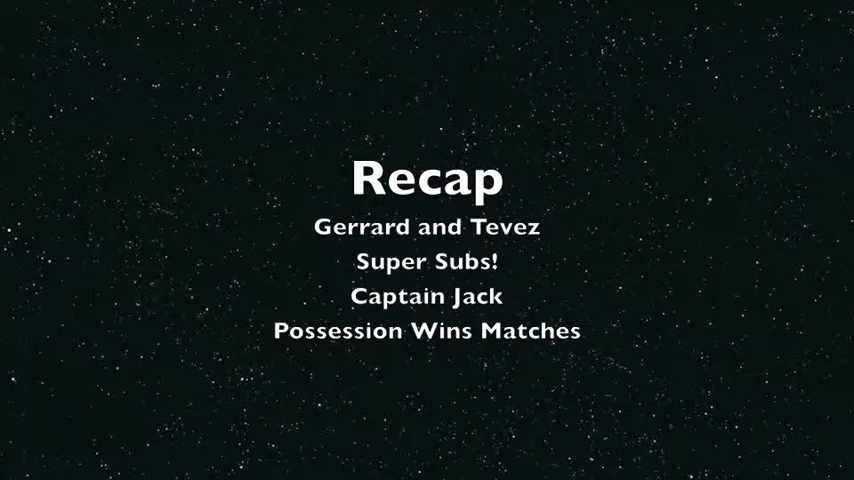 Recap
Gerrard and Tevez
Super Subs!
Captain Jack
Possession Wins Matches